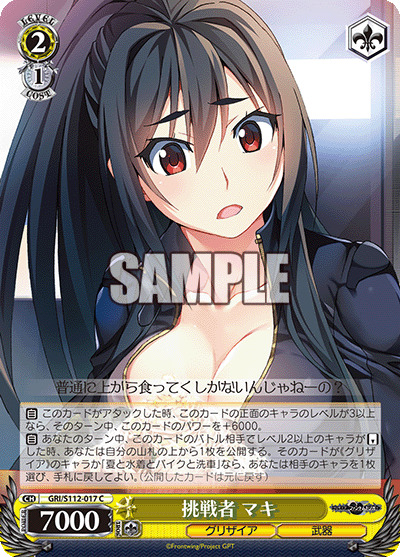 LEVEL
2
1
COST
SAMPLE
普通に上から食ってくしかないんじゃねーの？
自 このカードがアタックした時、このカードの正面のキャラのレベルが3以上
なら、そのターン中、このカードのパワーを＋6000。
自 あなたのターン中、このカードのバトル相手でレベル2以上のキャラが
リバースした時、あなたは自分の山札の上から1枚を公開する。そのカードが《グリ
ザイア》のキャラか「夏と水着とバイクと洗車」なら、あなたは相手のキャラを1枚
選び、手札に戻してよい。（公開したカードは元に戻す）
CH GRI/S112-017 C
7000
挑戦者 マキ
グリザイア 武器
©Frontwing/Project GPT